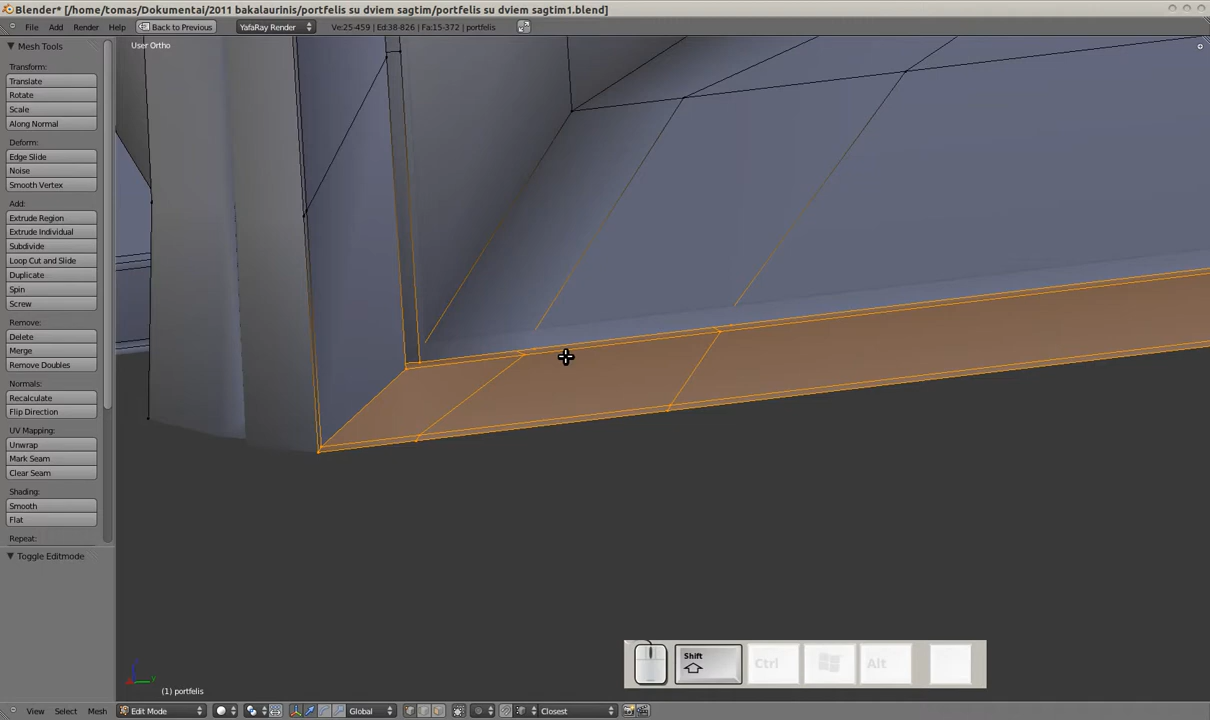 Blender* [/home/tomas/Dokumentai/2011 bakalaurinis/portfelis su dviem sagtim/portfelis su dviem sagtim1.blend]
File Add Render Help Back to Previous YafaRay Render Ve:25-459 | Ed:38-826 | Fa:15-372 | portfelis
Mesh Tools
User Ortho
Transform:
Translate
Rotate
Scale
Along Normal
Deform:
Edge Slide
Noise
Smooth Vertex
Add:
Extrude Region
Extrude Individual
Subdivide
Loop Cut and Slide
Duplicate
Spin
Screw
Remove:
Delete
Merge
Remove Doubles
Normals:
Recalculate
Flip Direction
UV Mapping:
Unwrap
Mark Seam
Clear Seam
Shading:
Smooth
Flat
Repeat:
Toggle Editmode
Shift
Ctrl
Alt
z
y
(1) portfelis
View Select Mesh Edit Mode Global Closest